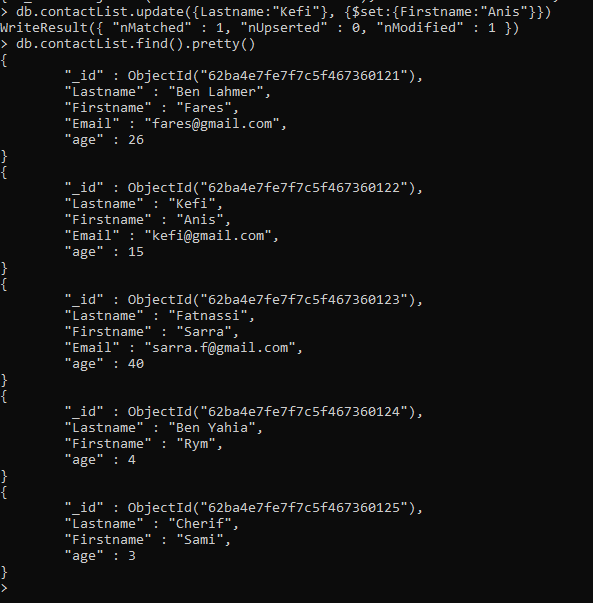 > db.contactList.update({Lastname:"Kefi"}, {$set:{Firstname:"Anis"}})
WriteResult({ "nMatched" : 1, "nUpserted" : 0, "nModified" : 1 })
> db.contactList.find().pretty()
{
        "_id" : ObjectId("62ba4e7fe7f7c5f467360121"),
        "Lastname" : "Ben Lahmer",
        "Firstname" : "Fares",
        "Email" : "fares@gmail.com",
        "age" : 26
}
{
        "_id" : ObjectId("62ba4e7fe7f7c5f467360122"),
        "Lastname" : "Kefi",
        "Firstname" : "Anis",
        "Email" : "kefi@gmail.com",
        "age" : 15
}
{
        "_id" : ObjectId("62ba4e7fe7f7c5f467360123"),
        "Lastname" : "Fatnassi",
        "Firstname" : "Sarra",
        "Email" : "sarra.f@gmail.com",
        "age" : 40
}
{
        "_id" : ObjectId("62ba4e7fe7f7c5f467360124"),
        "Lastname" : "Ben Yahia",
        "Firstname" : "Rym",
        "age" : 4
}
{
        "_id" : ObjectId("62ba4e7fe7f7c5f467360125"),
        "Lastname" : "Cherif",
        "Firstname" : "Sami",
        "age" : 3
}
>